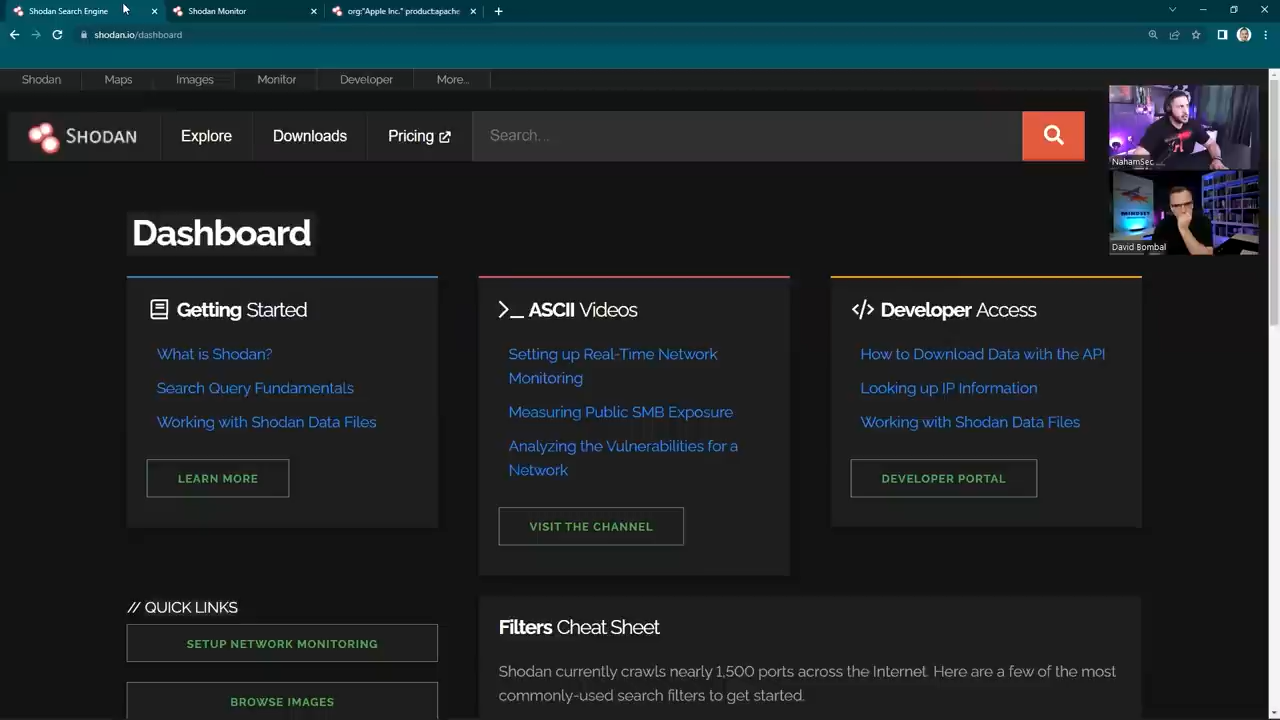 Shodan Search Engine
Shodan Monitor
org:"Apple Inc." product:apache
shodan.io/dashboard
Shodan
Maps
Images
Monitor
Developer
More...
SHODAN
Explore
Downloads
Pricing
Search...
NahamSec
MINDSET
David Bombal
Dashboard
Getting Started
What is Shodan?
Search Query Fundamentals
Working with Shodan Data Files
LEARN MORE
ASCII Videos
Setting up Real-Time Network
Monitoring
Measuring Public SMB Exposure
Analyzing the Vulnerabilities for a
Network
VISIT THE CHANNEL
Developer Access
How to Download Data with the API
Looking up IP Information
Working with Shodan Data Files
DEVELOPER PORTAL
// QUICK LINKS
SETUP NETWORK MONITORING
BROWSE IMAGES
Filters Cheat Sheet
Shodan currently crawls nearly 1,500 ports across the Internet. Here are a few of the most
commonly-used search filters to get started.